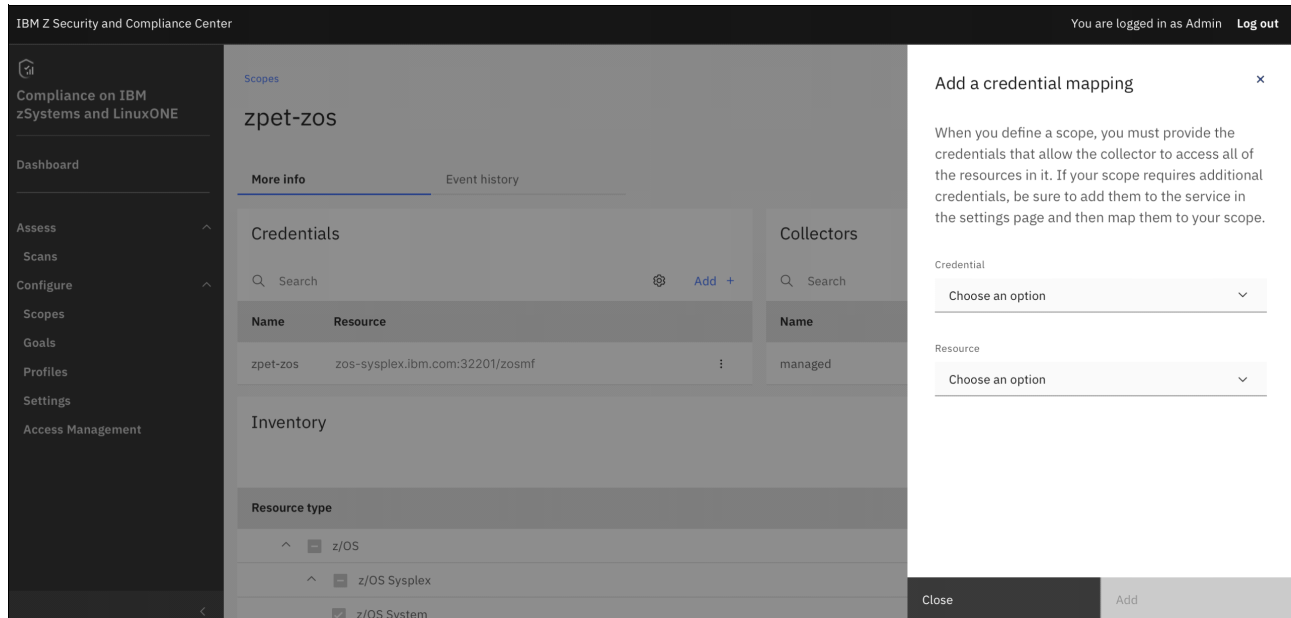 IBM Z Security and Compliance Center
You are logged in as Admin Log out
Compliance on IBM
zSystems and LinuxONE
Dashboard
Assess
Scans
Configure
Scopes
Goals
Profiles
Settings
Access Management
Scopes
zpet-zos
More info
Event history
Credentials
Search
Add +
Name Resource
zpet-zos zos-sysplex.ibm.com:32201/zosmf
Collectors
Search
Name
managed
Inventory
Resource type
z/OS
z/OS Sysplex
z/OS System
Add a credential mapping
When you define a scope, you must provide the
credentials that allow the collector to access all of
the resources in it. If your scope requires additional
credentials, be sure to add them to the service in
the settings page and then map them to your scope.
Credential
Choose an option
Resource
Choose an option
Close
Add